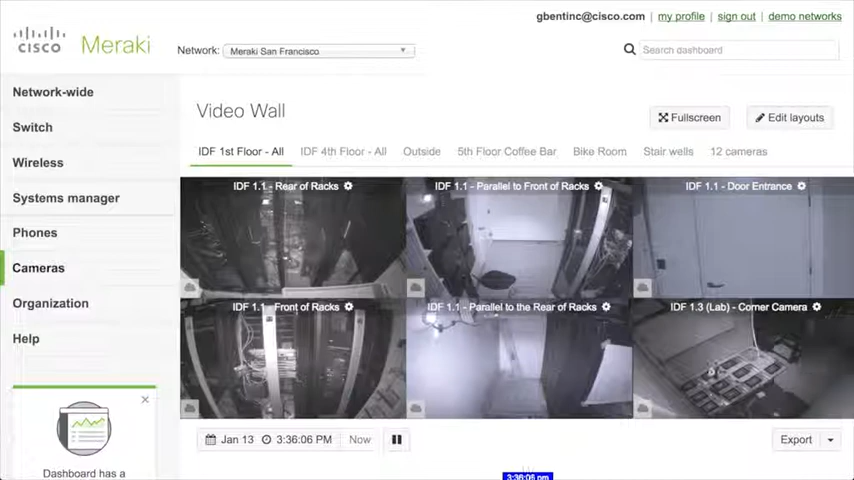 gbentinc@cisco.com | my profile | sign out | demo networks
CISCO Meraki
Network: Meraki San Francisco
Search dashboard
Network-wide
Switch
Wireless
Systems manager
Phones
Cameras
Organization
Help
Dashboard has a
Video Wall
Fullscreen
Edit layouts
IDF 1st Floor - All
IDF 4th Floor - All
Outside
5th Floor Coffee Bar
Bike Room
Stair wells
12 cameras
IDF 1.1 - Rear of Racks
IDF 1.1 - Parallel to Front of Racks
IDF 1.1 - Door Entrance
IDF 1.1 - Front of Racks
IDF 1.1 - Parallel to the Rear of Racks
IDF 1.3 (Lab) - Corner Camera
Jan 13 3:36:06 PM Now
Export
3:36:06 pm